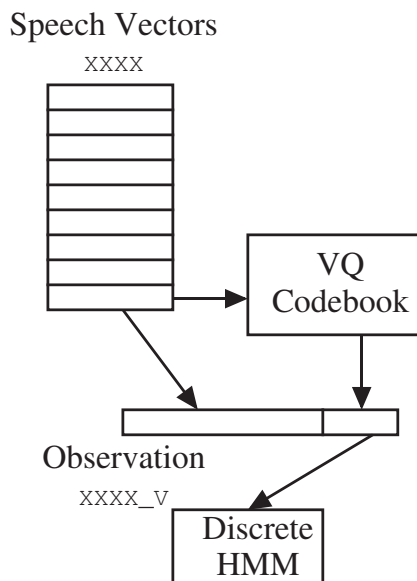 Speech Vectors
XXXX
VQ
Codebook
Observation
XXXX_V
Discrete
HMM